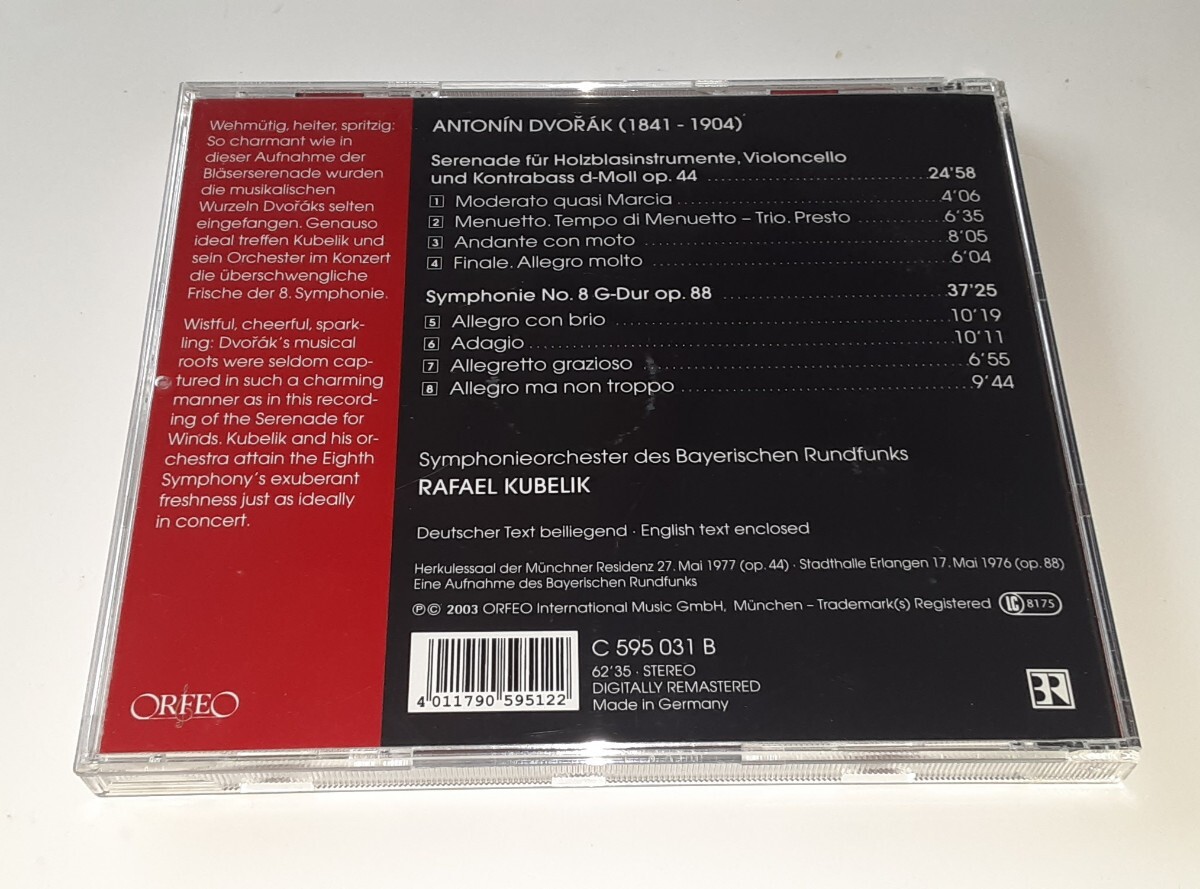 Wehmütig, heiter, spritzig:
So charmant wie in
dieser Aufnahme der
Bläserserenade wurden
die musikalischen
Wurzeln Dvořáks selten
eingefangen. Genauso
ideal treffen Kubelik und
sein Orchester im Konzert
die überschwengliche
Frische der 8. Symphonie.
Wistful, cheerful, spark-
ling: Dvořák's musical
roots were seldom cap-
tured in such a charming
manner as in this record-
ing of the Serenade for
Winds. Kubelik and his or-
chestra attain the Eighth
Symphony's exuberant
freshness just as ideally
in concert.
ORFEO
ANTONÍN DVOŘÁK (1841 - 1904)
Serenade für Holzblasinstrumente, Violoncello
und Kontrabass d-Moll op. 44 24'58
1 Moderato quasi Marcia 4'06
2 Menuetto. Tempo di Menuetto – Trio. Presto 6'35
3 Andante con moto 8'05
4 Finale. Allegro molto 6'04
Symphonie No. 8 G-Dur op. 88 37'25
5 Allegro con brio 10'19
6 Adagio 10'11
7 Allegretto grazioso 6'55
8 Allegro ma non troppo 9'44
Symphonieorchester des Bayerischen Rundfunks
RAFAEL KUBELIK
Deutscher Text beiliegend · English text enclosed
Herkulessaal der Münchner Residenz 27. Mai 1977 (op. 44) · Stadthalle Erlangen 17. Mai 1976 (op. 88)
Eine Aufnahme des Bayerischen Rundfunks
℗© 2003 ORFEO International Music GmbH, München – Trademark(s) Registered LC 8175
4 011790 595122
C 595 031 B
62'35 · STEREO
DIGITALLY REMASTERED
Made in Germany
BR